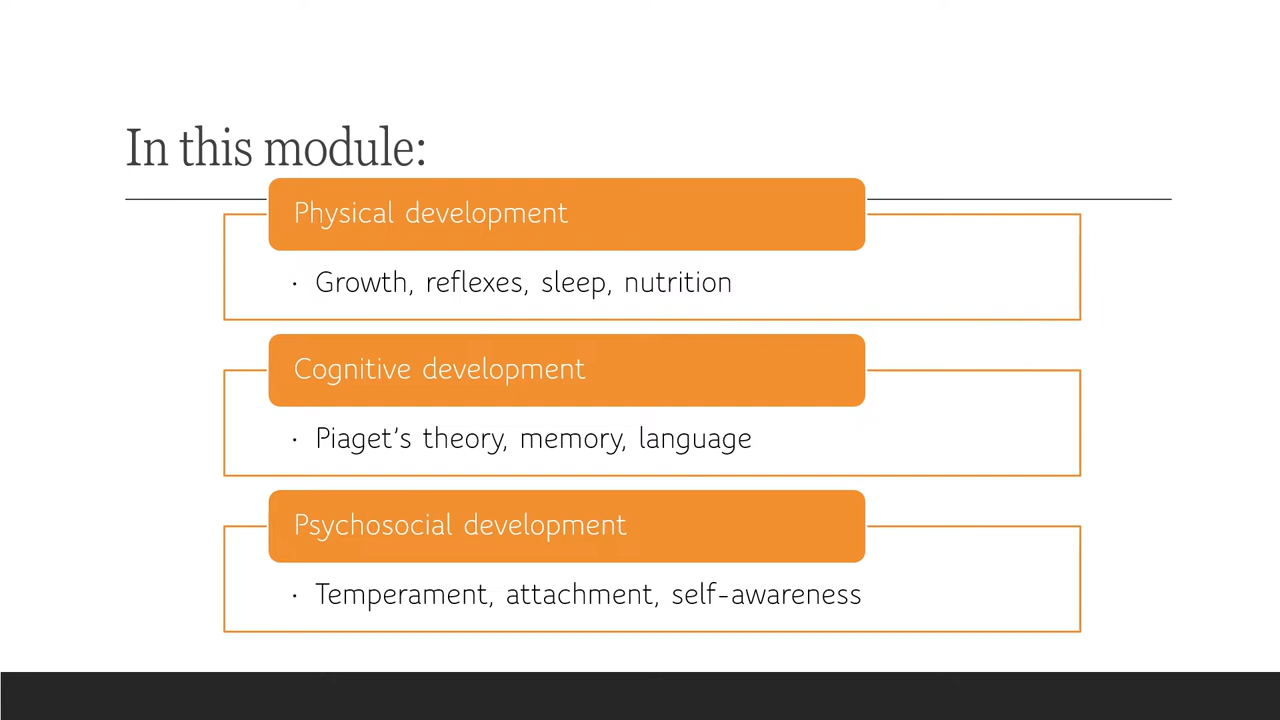 In this module:
Physical development
· Growth, reflexes, sleep, nutrition
Cognitive development
· Piaget’s theory, memory, language
Psychosocial development
· Temperament, attachment, self-awareness